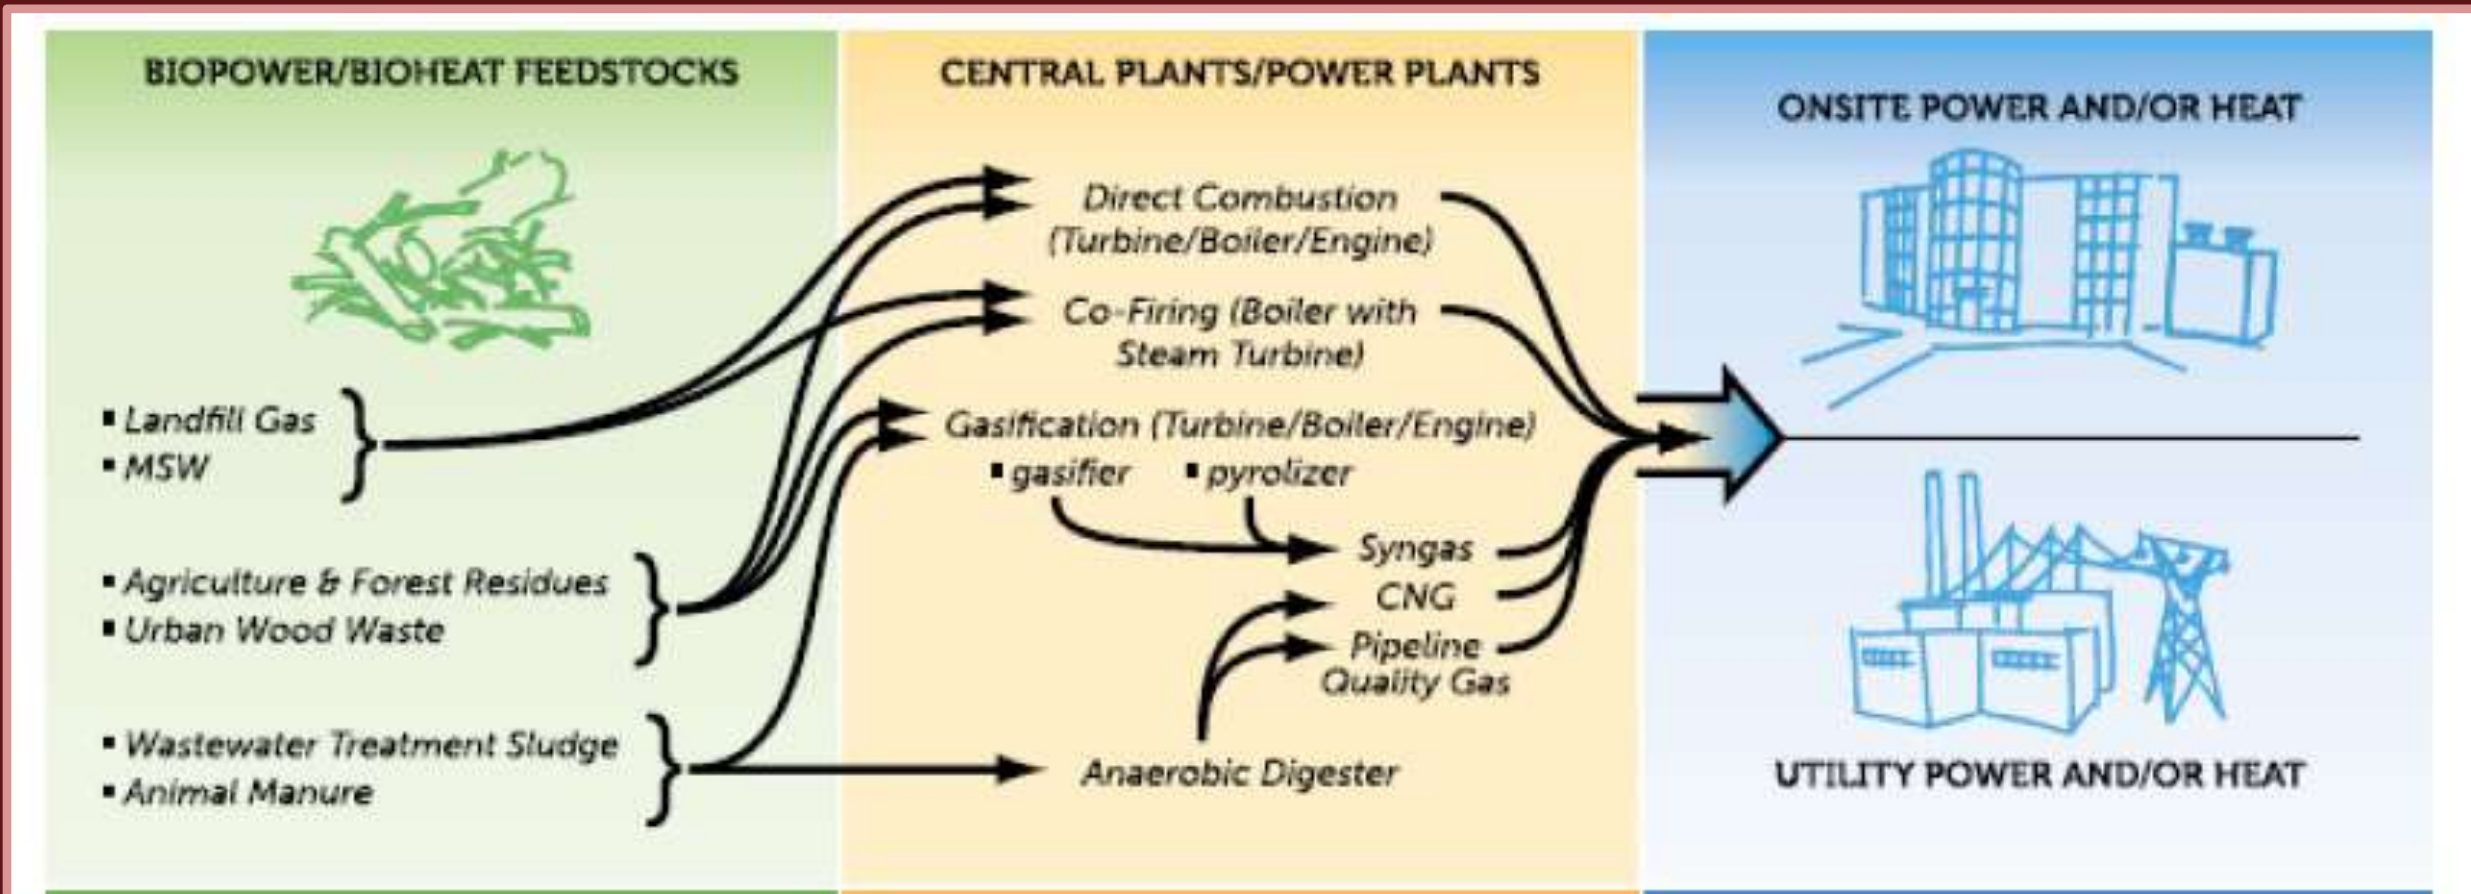 BIOPOWER/BIOHEAT FEEDSTOCKS
▪ Landfill Gas
▪ MSW
▪ Agriculture & Forest Residues
▪ Urban Wood Waste
▪ Wastewater Treatment Sludge
▪ Animal Manure
CENTRAL PLANTS/POWER PLANTS
Direct Combustion
(Turbine/Boiler/Engine)
Co-Firing (Boiler with
Steam Turbine)
Gasification (Turbine/Boiler/Engine)
▪ gasifier ▪ pyrolizer
Syngas
CNG
Pipeline
Quality Gas
Anaerobic Digester
ONSITE POWER AND/OR HEAT
UTILITY POWER AND/OR HEAT